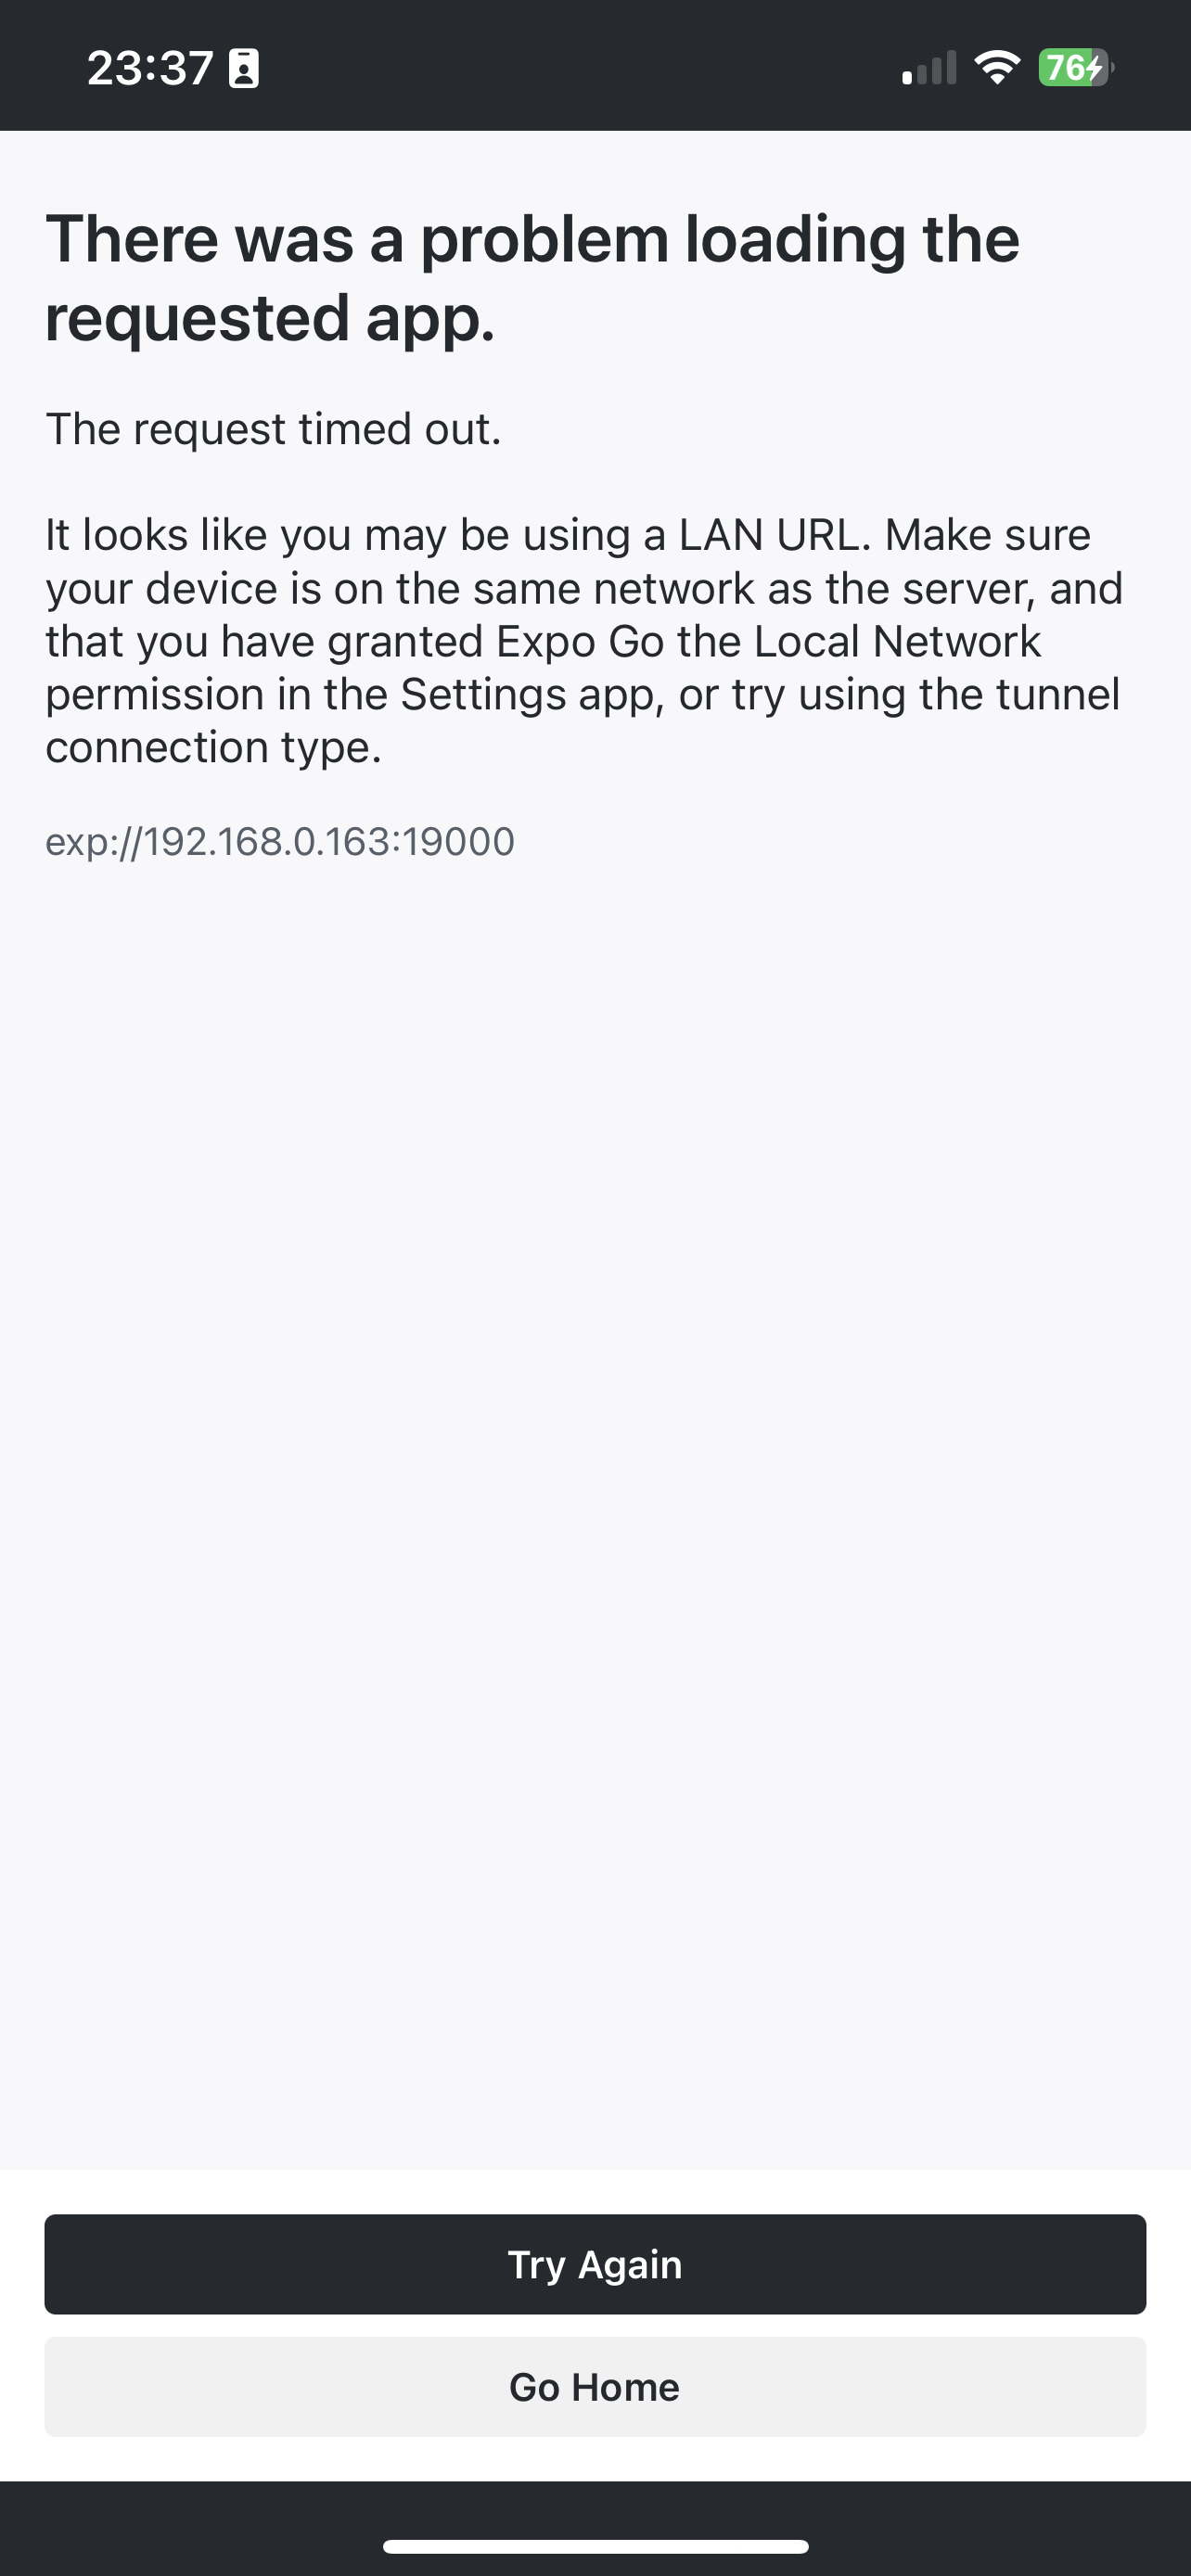 23:37
76
There was a problem loading the
requested app.
The request timed out.
It looks like you may be using a LAN URL. Make sure
your device is on the same network as the server, and
that you have granted Expo Go the Local Network
permission in the Settings app, or try using the tunnel
connection type.
exp://192.168.0.163:19000
Try Again
Go Home